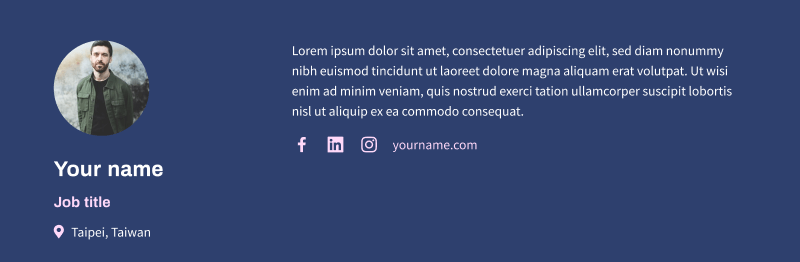 Lorem ipsum dolor sit amet, consectetuer adipiscing elit, sed diam nonummy
nibh euismod tincidunt ut laoreet dolore magna aliquam erat volutpat. Ut wisi
enim ad minim veniam, quis nostrud exerci tation ullamcorper suscipit lobortis
nisl ut aliquip ex ea commodo consequat.
yourname.com
Your name
Job title
Taipei, Taiwan